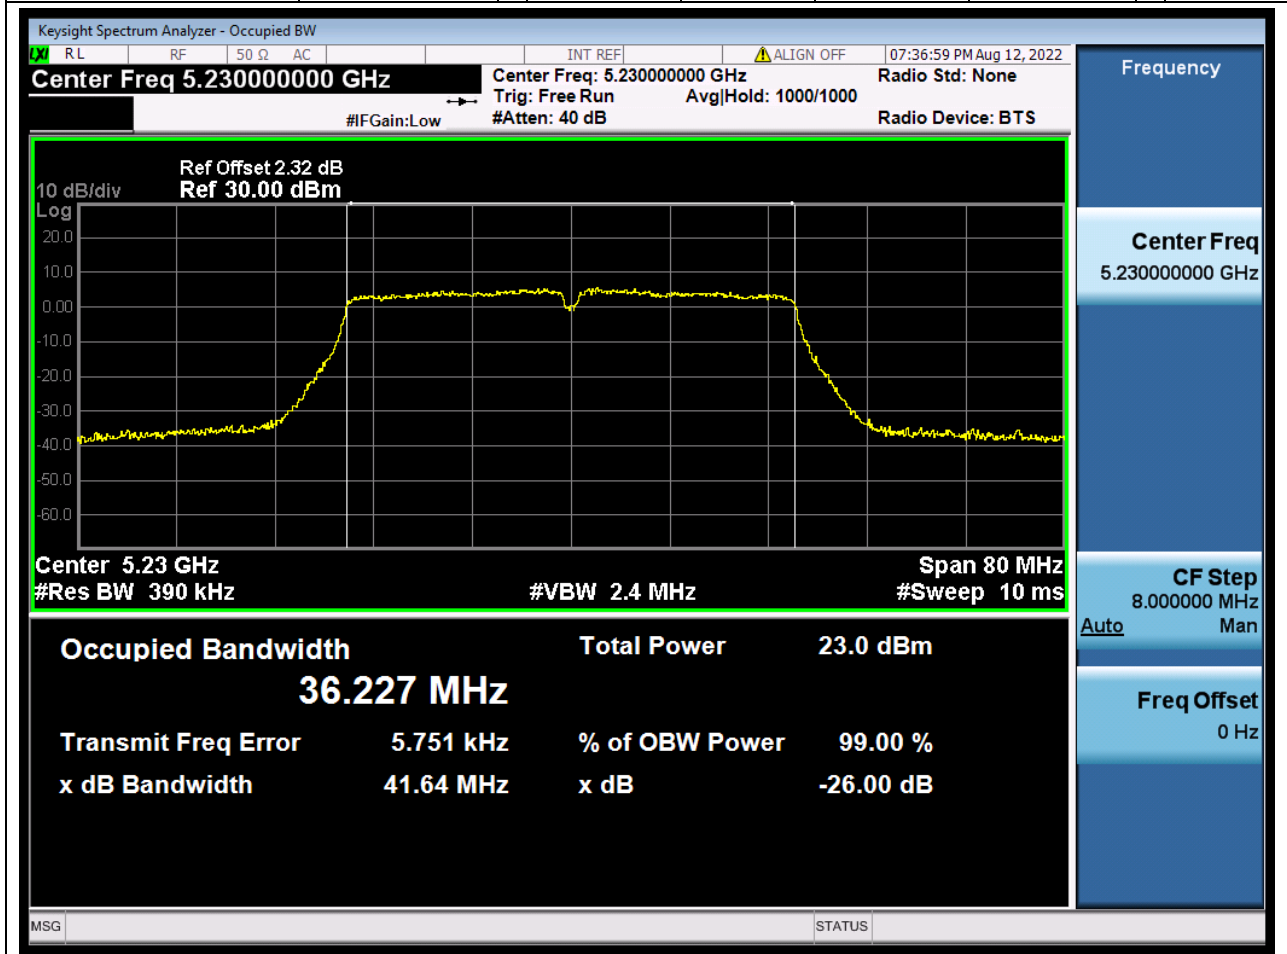 Keysight Spectrum Analyzer - Occupied BW
LXI RL RF 50 Ω AC INT REF ALIGN OFF 07:36:59 PM Aug 12, 2022
Center Freq 5.230000000 GHz
Center Freq: 5.230000000 GHz
Radio Std: None
Trig: Free Run Avg|Hold: 1000/1000
#IFGain:Low
#Atten: 40 dB
Radio Device: BTS
Ref Offset 2.32 dB
10 dB/div Ref 30.00 dBm
Log
20.0
10.0
0.00
-10.0
-20.0
-30.0
-40.0
-50.0
-60.0
Center 5.23 GHz Span 80 MHz
#Res BW 390 kHz #VBW 2.4 MHz #Sweep 10 ms
Occupied Bandwidth Total Power 23.0 dBm
36.227 MHz
Transmit Freq Error 5.751 kHz % of OBW Power 99.00 %
x dB Bandwidth 41.64 MHz x dB -26.00 dB
MSG STATUS
Frequency
Center Freq
5.230000000 GHz
CF Step
8.000000 MHz
Auto Man
Freq Offset
0 Hz